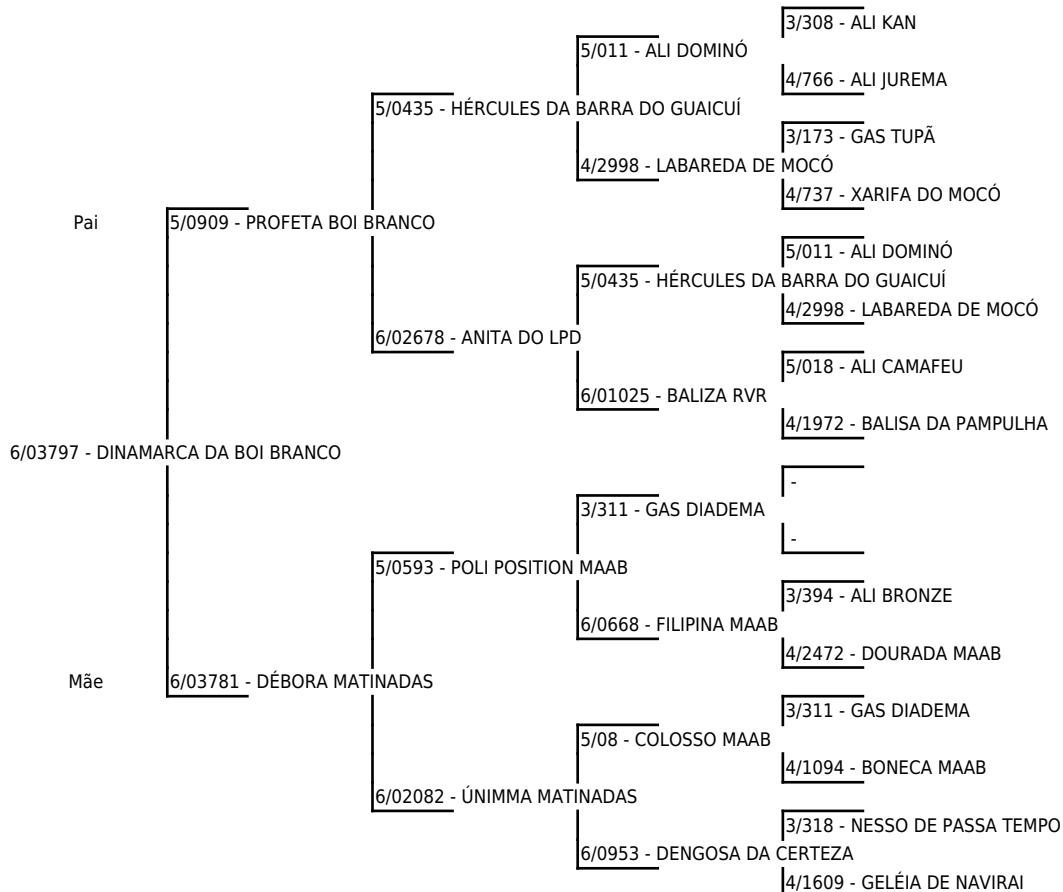 3/308 - ALI KAN
5/011 - ALI DOMINÓ
4/766 - ALI JUREMA
5/0435 - HÉRCULES DA BARRA DO GUAICUÍ
3/173 - GAS TUPÃ
4/2998 - LABAREDA DE MOCÓ
4/737 - XARIFA DO MOCÓ
Pai
5/0909 - PROFETA BOI BRANCO
5/011 - ALI DOMINÓ
5/0435 - HÉRCULES DA BARRA DO GUAICUÍ
4/2998 - LABAREDA DE MOCÓ
6/02678 - ANITA DO LPD
5/018 - ALI CAMAFEU
6/01025 - BALIZA RVR
4/1972 - BALISA DA PAMPULHA
6/03797 - DINAMARCA DA BOI BRANCO
-
3/311 - GAS DIADEMA
-
5/0593 - POLI POSITION MAAB
3/394 - ALI BRONZE
6/0668 - FILIPINA MAAB
4/2472 - DOURADA MAAB
Mãe
6/03781 - DÉBORA MATINADAS
3/311 - GAS DIADEMA
5/08 - COLOSSO MAAB
4/1094 - BONECA MAAB
6/02082 - ÚNIMMA MATINADAS
3/318 - NESSO DE PASSA TEMPO
6/0953 - DENGOSA DA CERTEZA
4/1609 - GELÉIA DE NAVIRAI